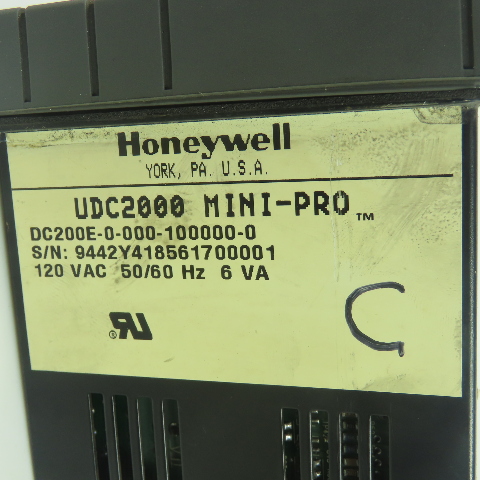 Honeywell
YORK, PA. U.S.A.
UDC2000 MINI-PRO™
DC200E-0-000-100000-0
S/N: 9442Y418561700001
120 VAC 50/60 Hz 6 VA
RU®
C